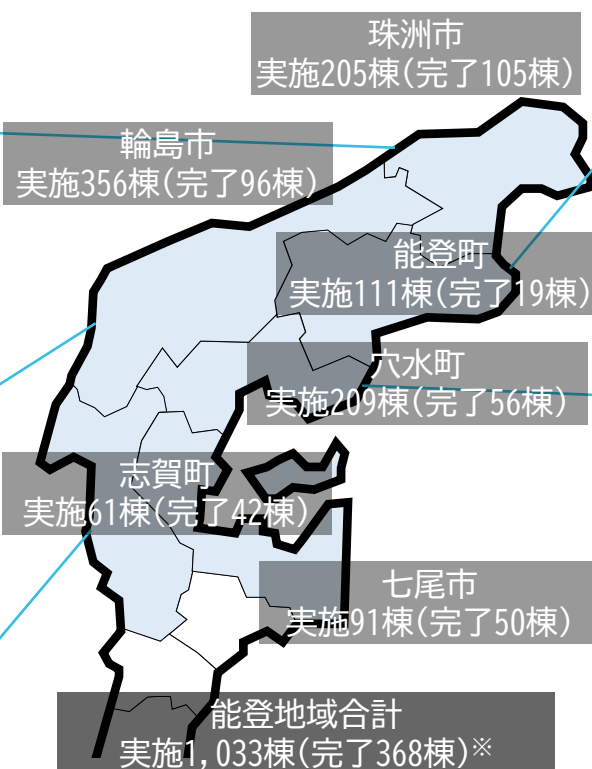 珠洲市
実施205棟(完了105棟)
輪島市
実施356棟(完了96棟)
能登町
実施111棟(完了19棟)
穴水町
実施209棟(完了56棟)
志賀町
実施61棟(完了42棟)
七尾市
実施91棟(完了50棟)
能登地域合計
実施1,033棟(完了368棟)※